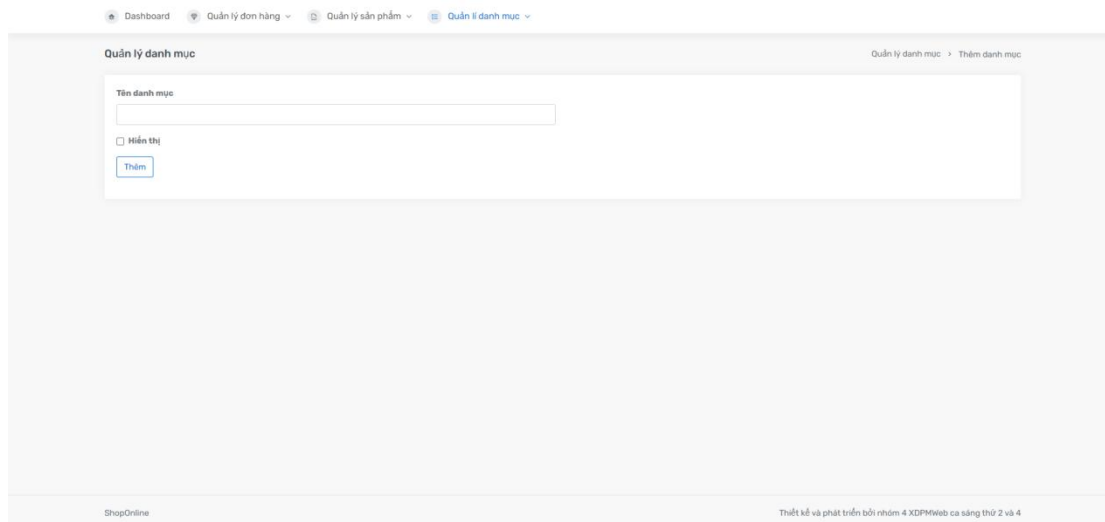 Dashboard Quản lý đơn hàng Quản lý sản phẩm Quản lí danh mục
Quản lý danh mục Quản lý danh mục > Thêm danh mục
Tên danh mục
Hiển thị
Thêm
ShopOnline Thiết kế và phát triển bởi nhóm 4 XDPMWeb ca sáng thứ 2 và 4